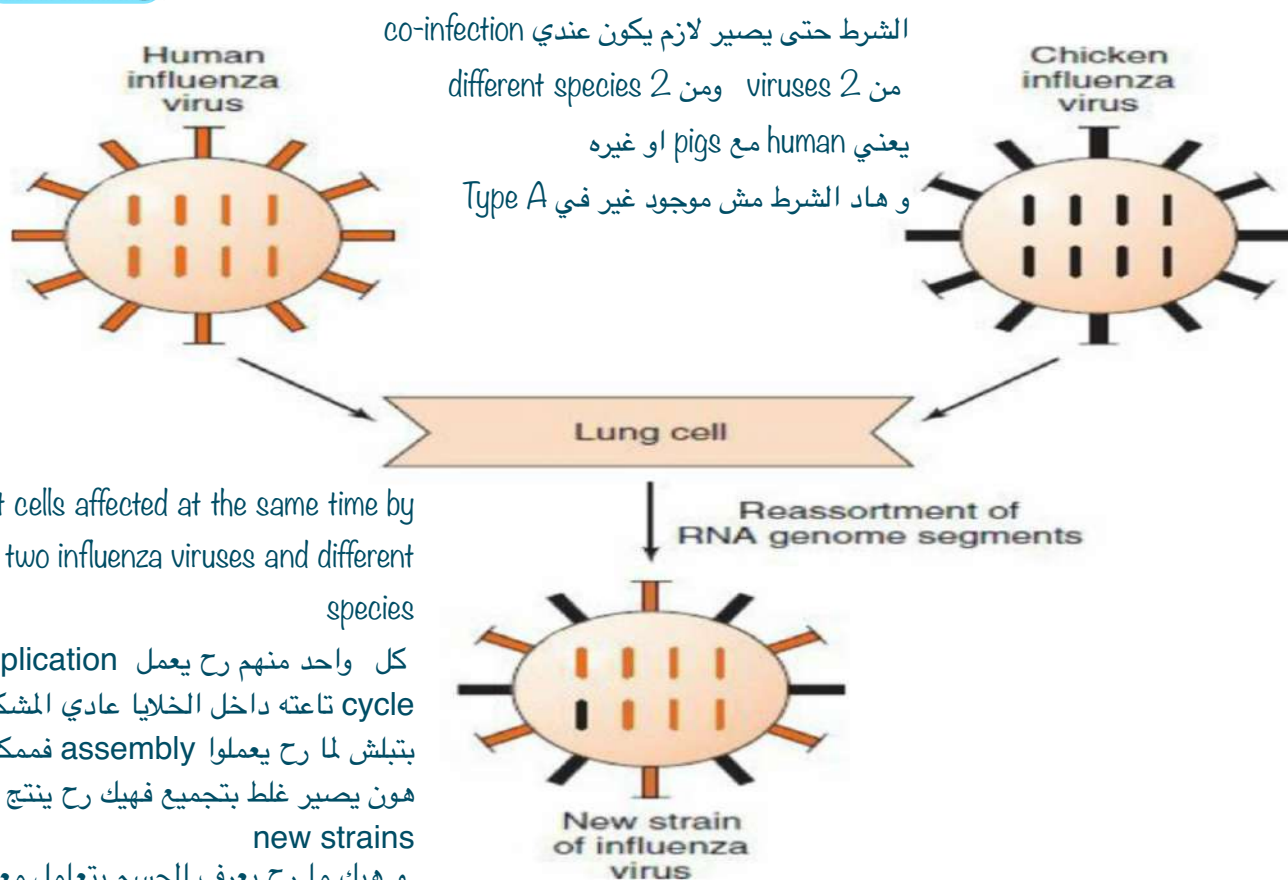 الشرط حتى يصير لازم يكون عندي co-infection
من 2 viruses ومن 2 different species
يعني human مع pigs او غيره
و هاد الشرط مش موجود غير في Type A
Human
influenza
virus
Chicken
influenza
virus
Lung cell
Reassortment of
RNA genome segments
cells affected at the same time by
two influenza viruses and different
species
كل واحد منهم رح يعمل
cycle تاعته داخل الخلايا عادي
بتبلش لما رح يعملوا assembly
هون يصير غلط بتجميع فهيك رح ينتج
new strains
New strain
of influenza
virus